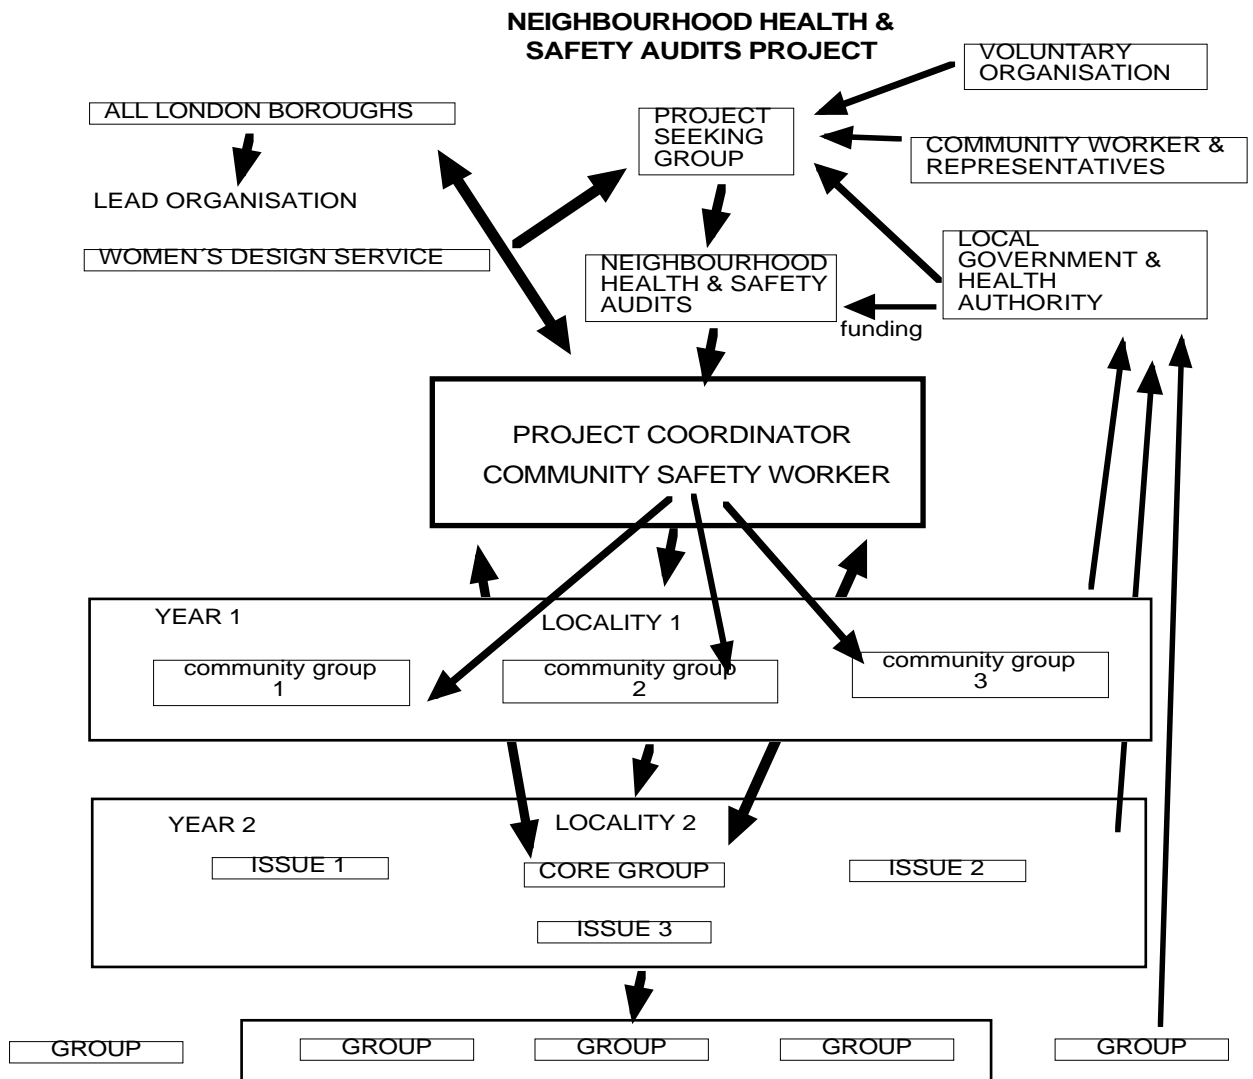 NEIGHBOURHOOD HEALTH &
SAFETY AUDITS PROJECT
VOLUNTARY
ORGANISATION
ALL LONDON BOROUGHS
PROJECT
SEEKING
GROUP
COMMUNITY WORKER &
REPRESENTATIVES
LEAD ORGANISATION
WOMEN´S DESIGN SERVICE
NEIGHBOURHOOD
HEALTH & SAFETY
AUDITS
LOCAL
GOVERNMENT &
HEALTH
AUTHORITY
funding
PROJECT COORDINATOR
COMMUNITY SAFETY WORKER
YEAR 1
LOCALITY 1
community group
1
community group
2
community group
3
YEAR 2
LOCALITY 2
ISSUE 1
CORE GROUP
ISSUE 2
ISSUE 3
GROUP
GROUP
GROUP
GROUP
GROUP